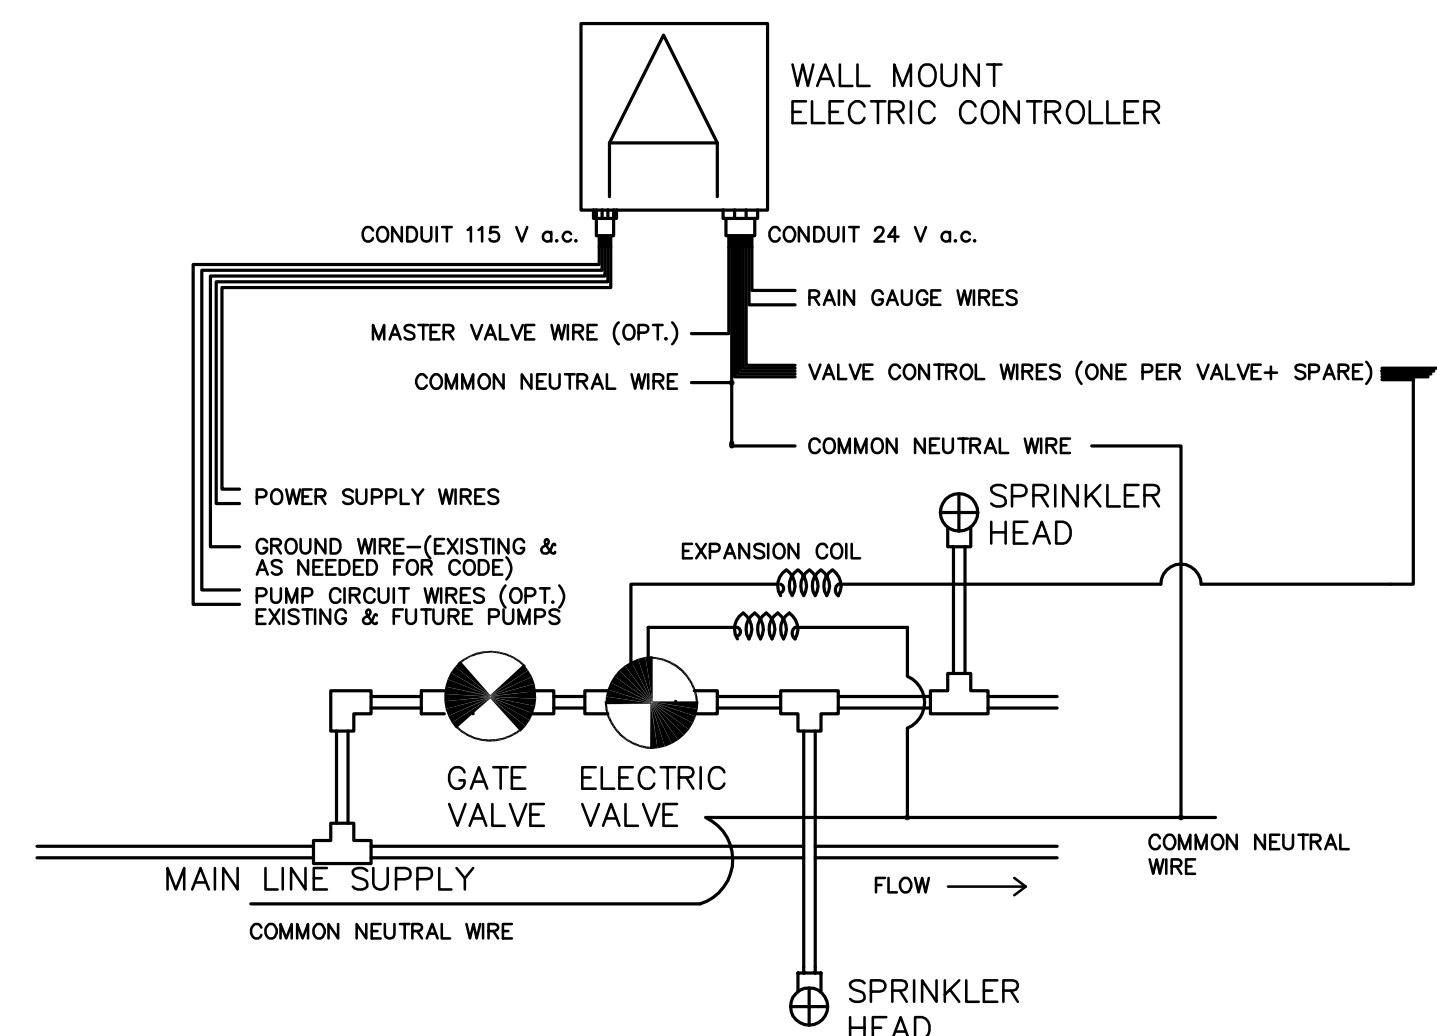 WALL MOUNT
ELECTRIC CONTROLLER
CONDUIT 115 V a.c.
CONDUIT 24 V a.c.
RAIN GAUGE WIRES
MASTER VALVE WIRE (OPT.)
VALVE CONTROL WIRES (ONE PER VALVE+ SPARE)
COMMON NEUTRAL WIRE
COMMON NEUTRAL WIRE
POWER SUPPLY WIRES
SPRINKLER
HEAD
GROUND WIRE-(EXISTING &
AS NEEDED FOR CODE)
EXPANSION COIL
PUMP CIRCUIT WIRES (OPT.)
EXISTING & FUTURE PUMPS
GATE
VALVE
ELECTRIC
VALVE
COMMON NEUTRAL
WIRE
MAIN LINE SUPPLY
FLOW
COMMON NEUTRAL WIRE
SPRINKLER
HEAD